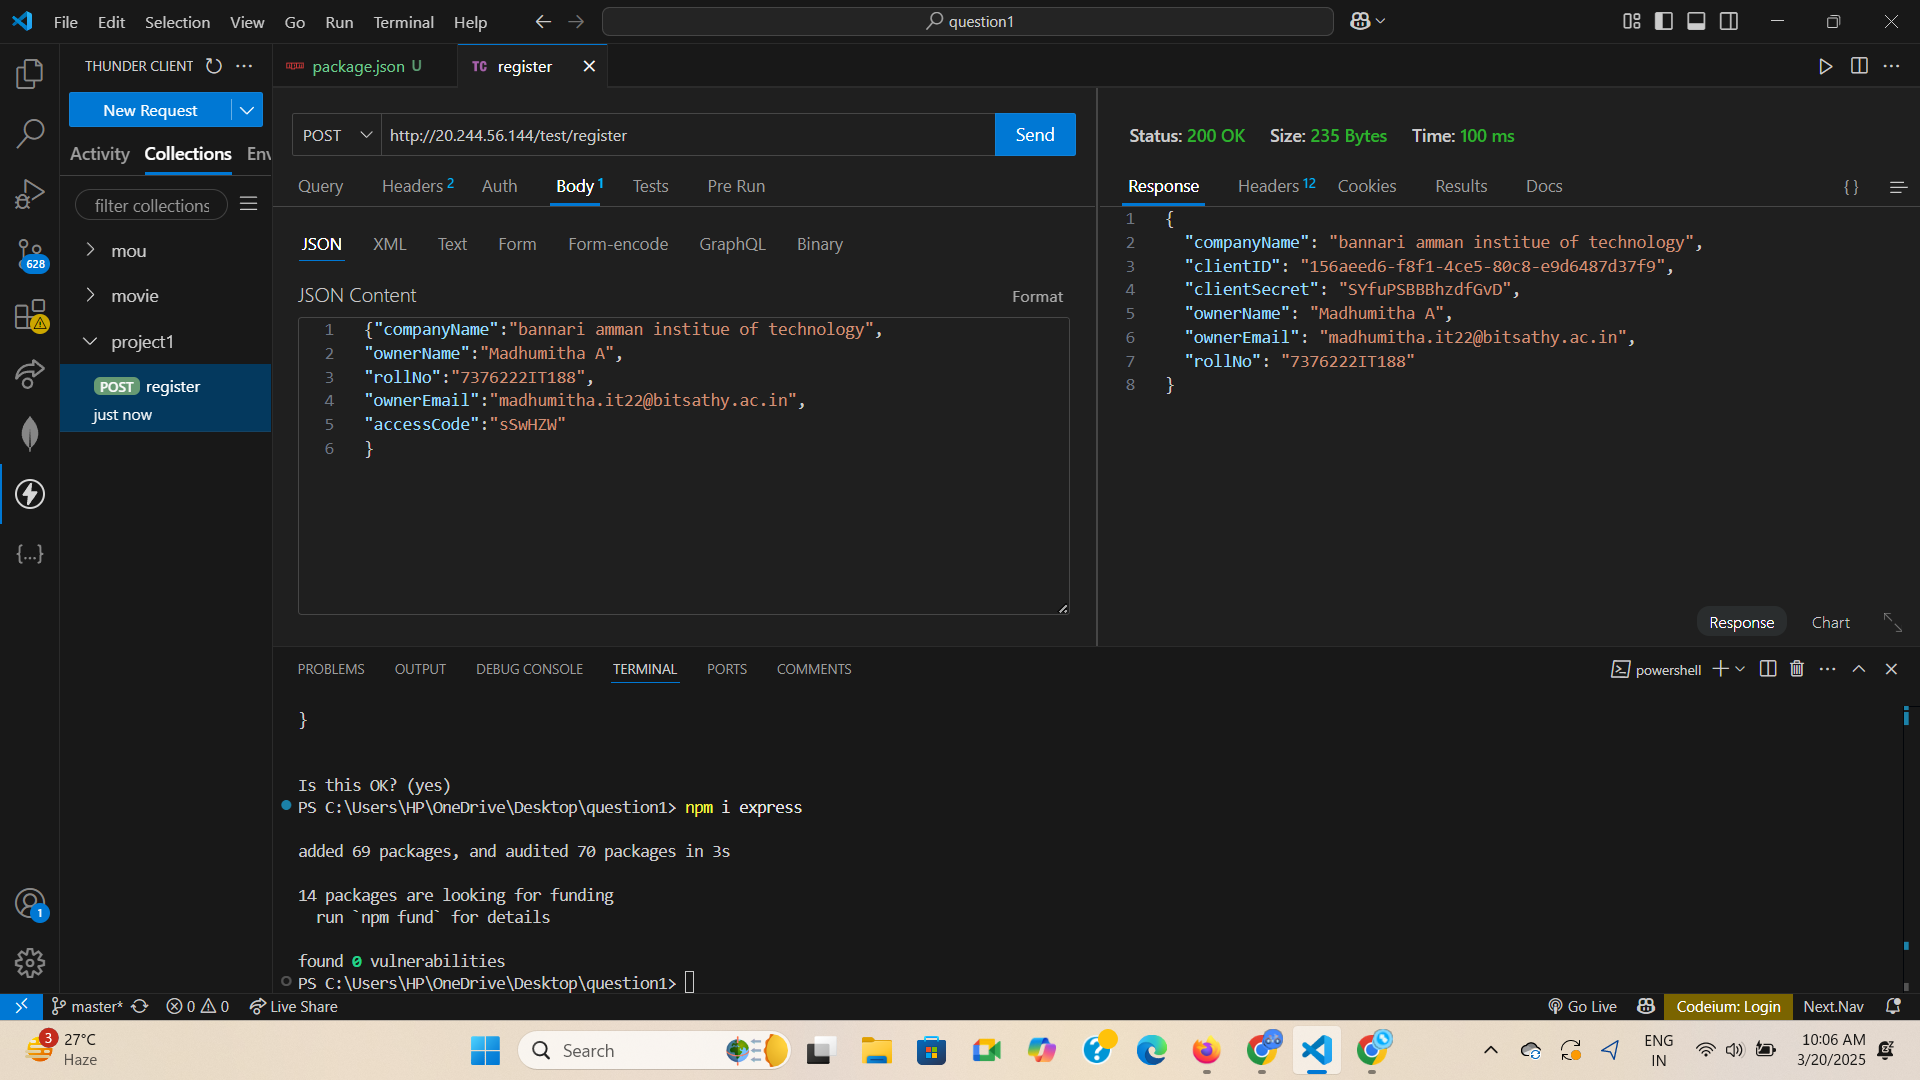 File Edit Selection View Go Run Terminal Help
question1
THUNDER CLIENT
package.json U
TC register
New Request
Activity Collections Env
filter collections
mou
movie
project1
POST register
just now
POST http://20.244.56.144/test/register Send
Query Headers 2 Auth Body 1 Tests Pre Run
JSON XML Text Form Form-encode GraphQL Binary
JSON Content Format
1 {"companyName":"bannari amman institue of technology",
2 "ownerName":"Madhumitha A",
3 "rollNo":"7376222IT188",
4 "ownerEmail":"madhumitha.it22@bitsathy.ac.in",
5 "accessCode":"sSwHZW"
6 }
Status: 200 OK Size: 235 Bytes Time: 100 ms
Response Headers 12 Cookies Results Docs { }
1 {
2 "companyName": "bannari amman institue of technology",
3 "clientID": "156aeed6-f8f1-4ce5-80c8-e9d6487d37f9",
4 "clientSecret": "SYfuPSBBBhzdfGvD",
5 "ownerName": "Madhumitha A",
6 "ownerEmail": "madhumitha.it22@bitsathy.ac.in",
7 "rollNo": "7376222IT188"
8 }
Response Chart
628
{...}
1
PROBLEMS OUTPUT DEBUG CONSOLE TERMINAL PORTS COMMENTS
powershell
}
Is this OK? (yes)
PS C:\Users\HP\OneDrive\Desktop\question1> npm i express
added 69 packages, and audited 70 packages in 3s
14 packages are looking for funding
run `npm fund` for details
found 0 vulnerabilities
PS C:\Users\HP\OneDrive\Desktop\question1>
master* 0 0 Live Share
Go Live Codeium: Login Next.Nav
3 27°C
Haze
Search
ENG
IN
10:06 AM
3/20/2025